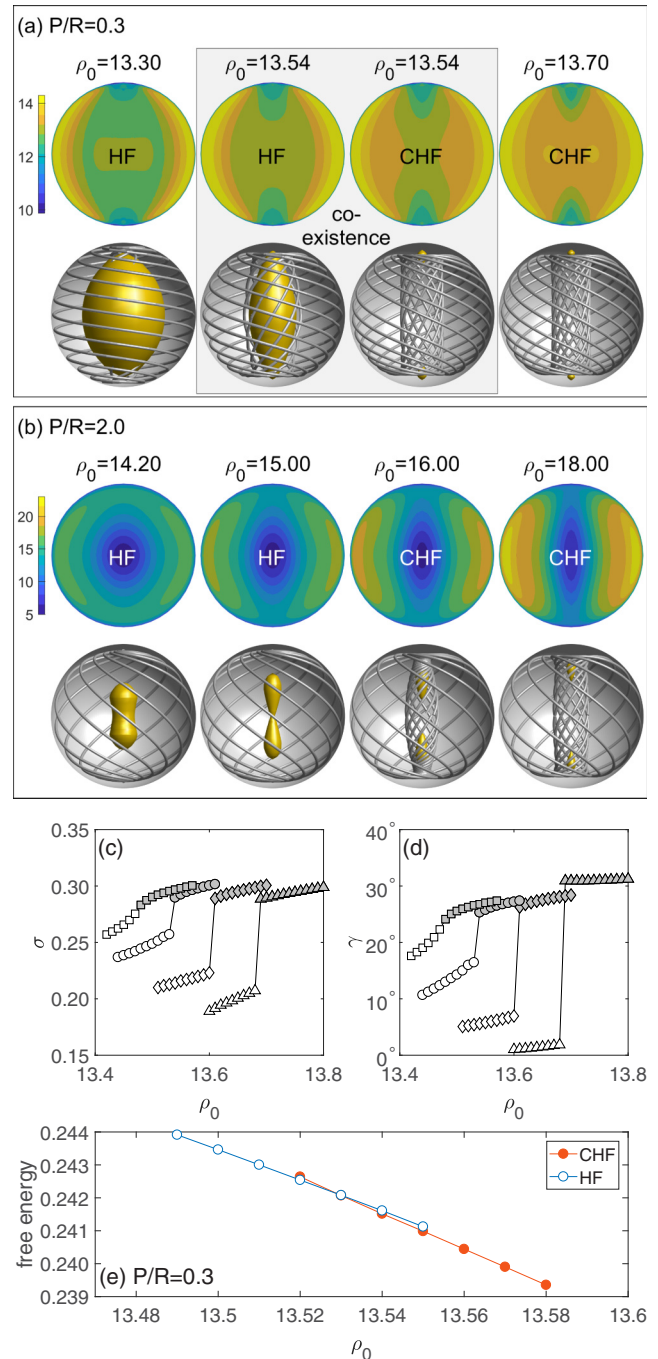 (a) P/R=0.3
ρ₀=13.30 ρ₀=13.54 ρ₀=13.54 ρ₀=13.70
14
12
10
HF HF CHF CHF
co-
existence
(b) P/R=2.0
ρ₀=14.20 ρ₀=15.00 ρ₀=16.00 ρ₀=18.00
20
15
10
5
HF HF CHF CHF
(c)
0.35
0.30
0.25
0.20
0.15
σ
13.4 13.6 13.8
ρ₀
(d)
40°
30°
20°
10°
0°
γ
13.4 13.6 13.8
ρ₀
0.244
0.243
0.242
0.241
0.240
0.239
free energy
CHF
HF
(e) P/R=0.3
13.48 13.5 13.52 13.54 13.56 13.58 13.6
ρ₀